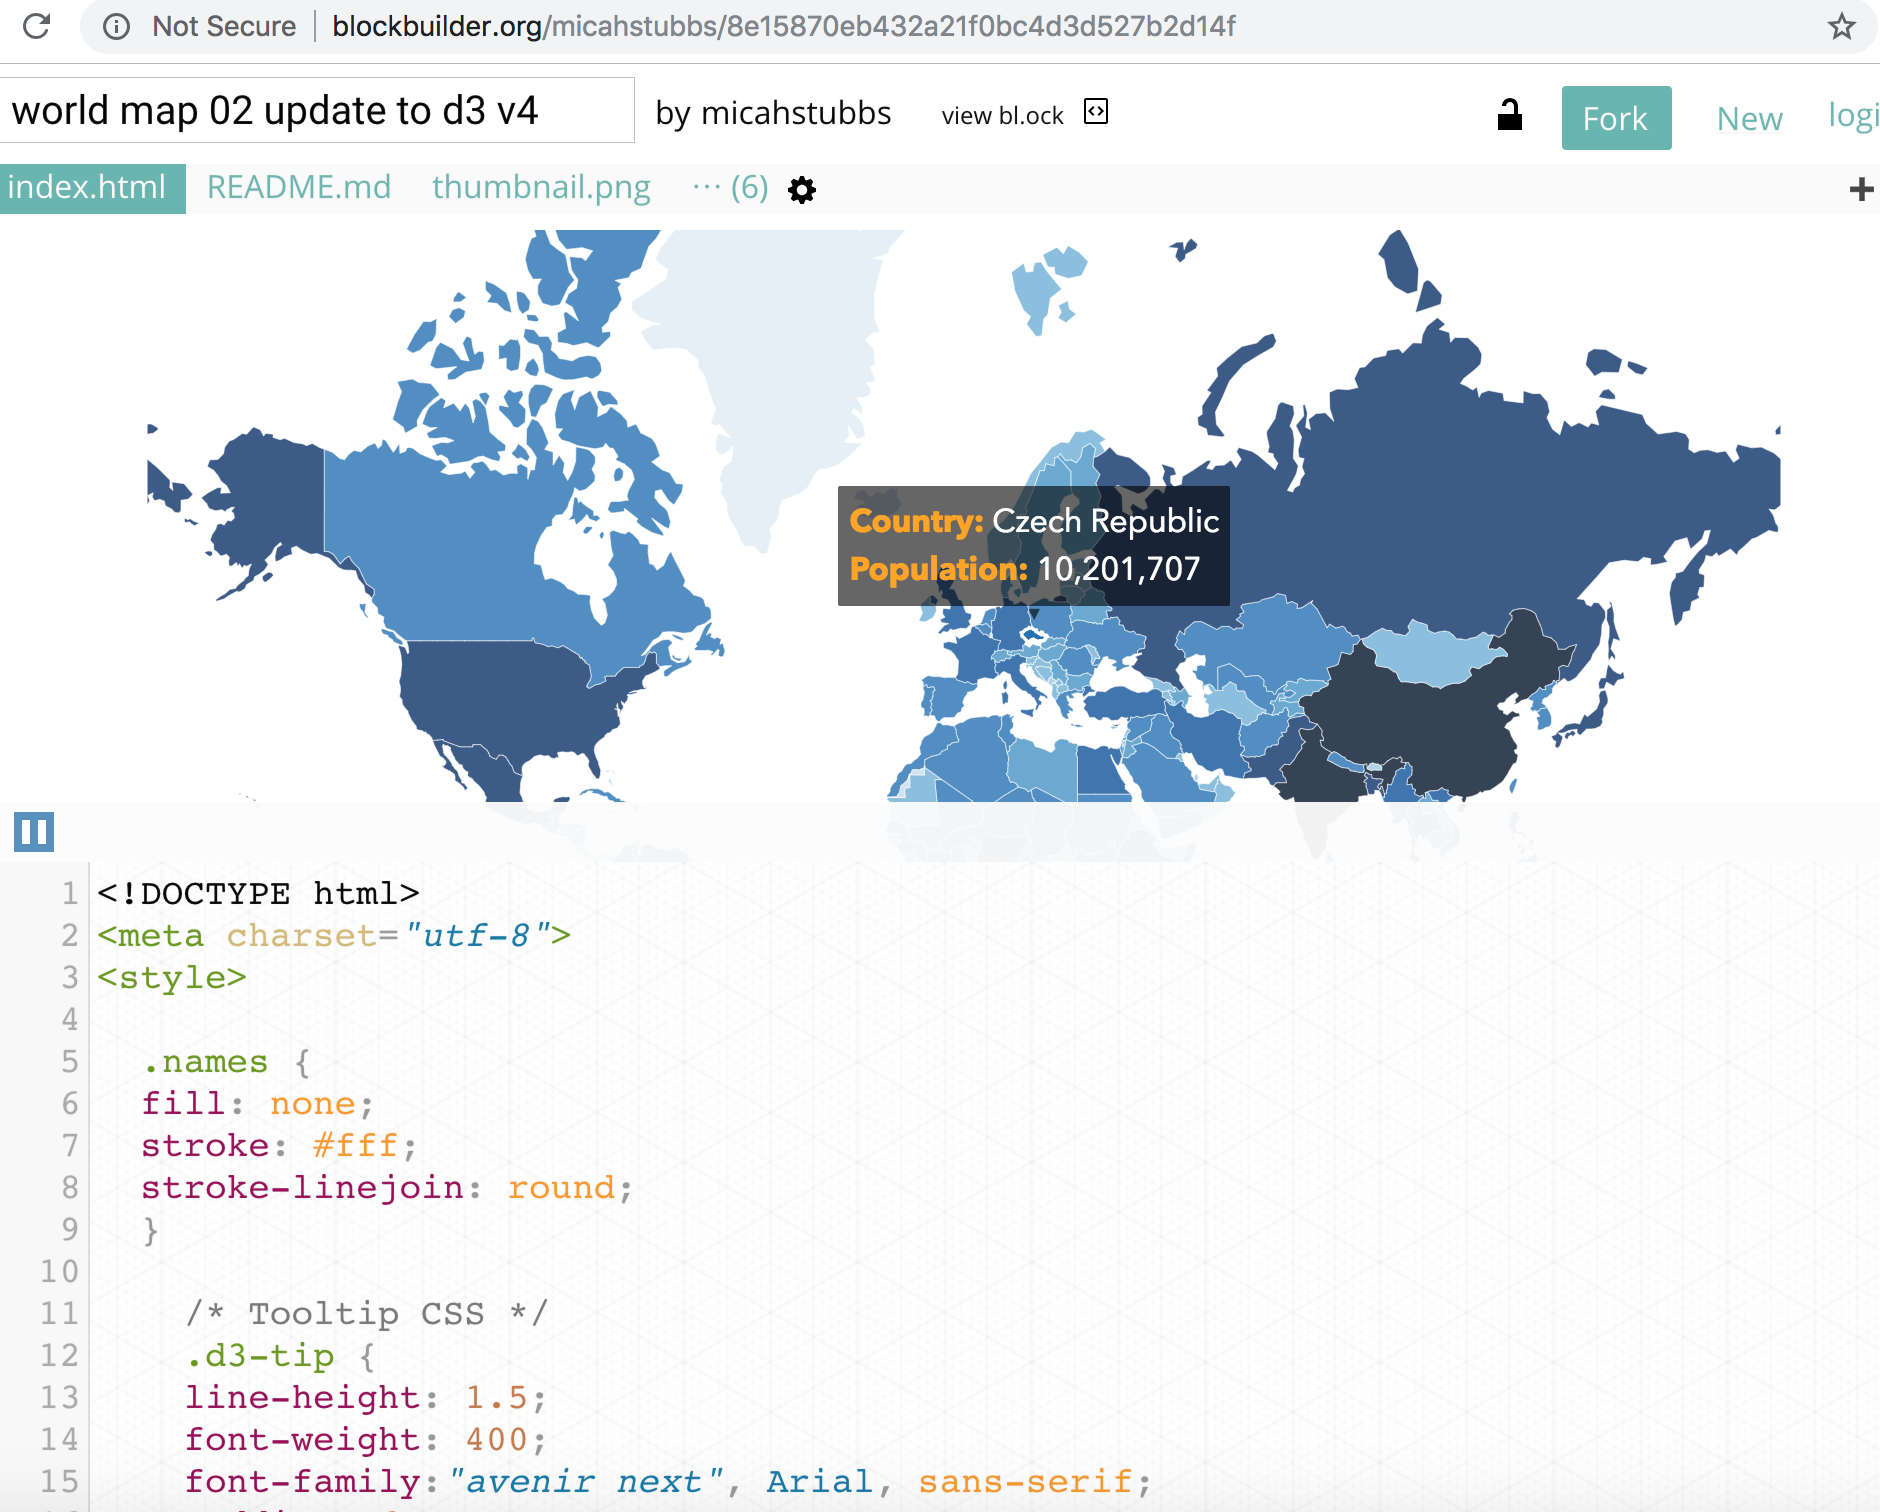 Not Secure | blockbuilder.org/micahstubbs/8e15870eb432a21f0bc4d3d527b2d14f
world map 02 update to d3 v4 by micahstubbs view bl.ock Fork New logi
index.html README.md thumbnail.png ··· (6)
Country: Czech Republic
Population: 10,201,707
1 <!DOCTYPE html>
2 <meta charset="utf-8">
3 <style>
4
5 .names {
6 fill: none;
7 stroke: #fff;
8 stroke-linejoin: round;
9 }
10
11 /* Tooltip CSS */
12 .d3-tip {
13 line-height: 1.5;
14 font-weight: 400;
15 font-family:"avenir next", Arial, sans-serif;